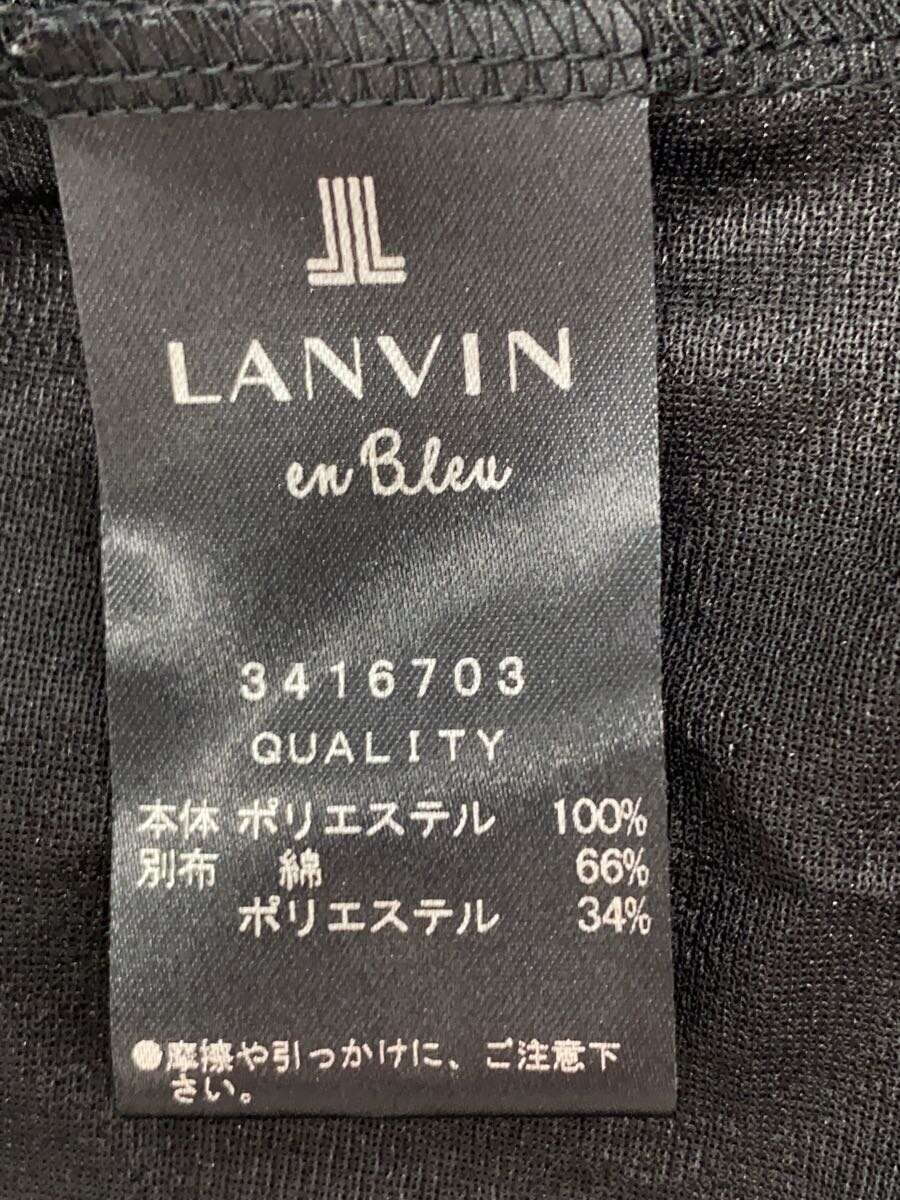 LANVIN
en Bleu
3416703
QUALITY
本体 ポリエステル 100%
別布 綿 66%
ポリエステル 34%
●摩擦や引っかけに、ご注意下
さい。